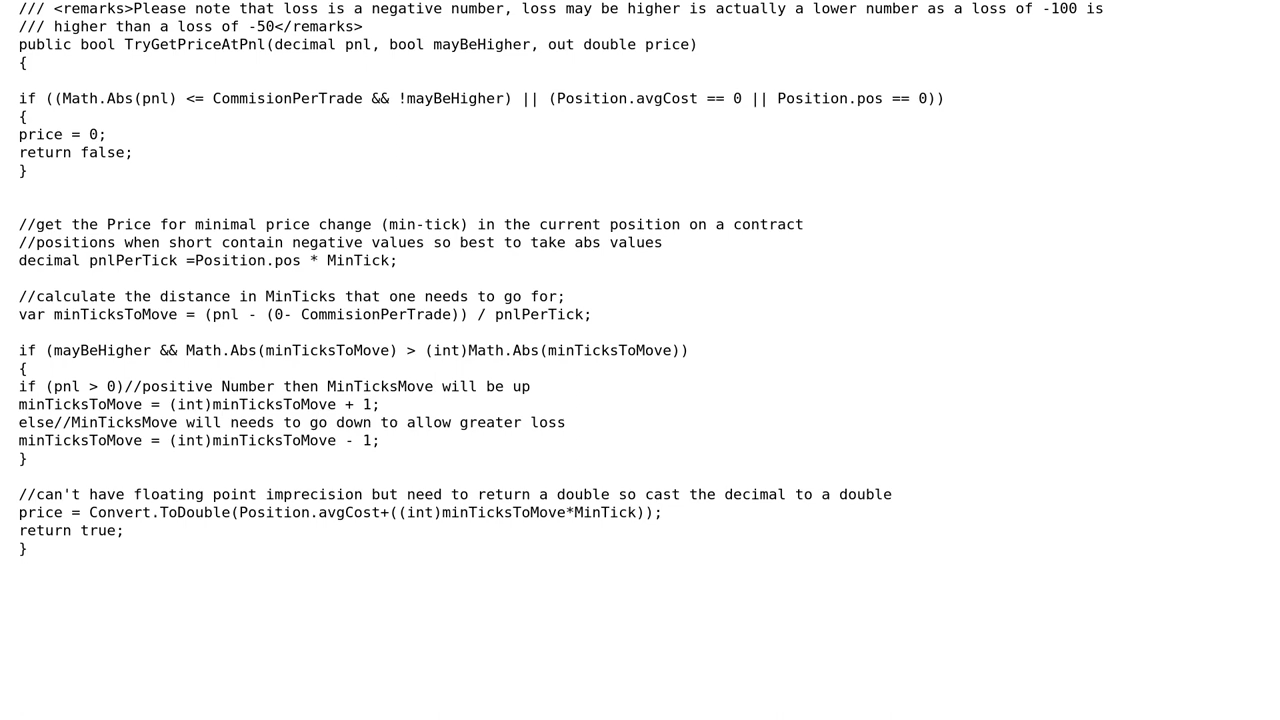 /// <remarks>Please note that loss is a negative number, loss may be higher is actually a lower number as a loss of -100 is
/// higher than a loss of -50</remarks>
public bool TryGetPriceAtPnl(decimal pnl, bool mayBeHigher, out double price)
{
if ((Math.Abs(pnl) <= CommisionPerTrade && !mayBeHigher) || (Position.avgCost == 0 || Position.pos == 0))
{
price = 0;
return false;
}
//get the Price for minimal price change (min-tick) in the current position on a contract
//positions when short contain negative values so best to take abs values
decimal pnlPerTick =Position.pos * MinTick;
//calculate the distance in MinTicks that one needs to go for;
var minTicksToMove = (pnl - (0- CommisionPerTrade)) / pnlPerTick;
if (mayBeHigher && Math.Abs(minTicksToMove) > (int)Math.Abs(minTicksToMove))
{
if (pnl > 0)//positive Number then MinTicksMove will be up
minTicksToMove = (int)minTicksToMove + 1;
else//MinTicksMove will needs to go down to allow greater loss
minTicksToMove = (int)minTicksToMove - 1;
}
//can't have floating point imprecision but need to return a double so cast the decimal to a double
price = Convert.ToDouble(Position.avgCost+((int)minTicksToMove*MinTick));
return true;
}